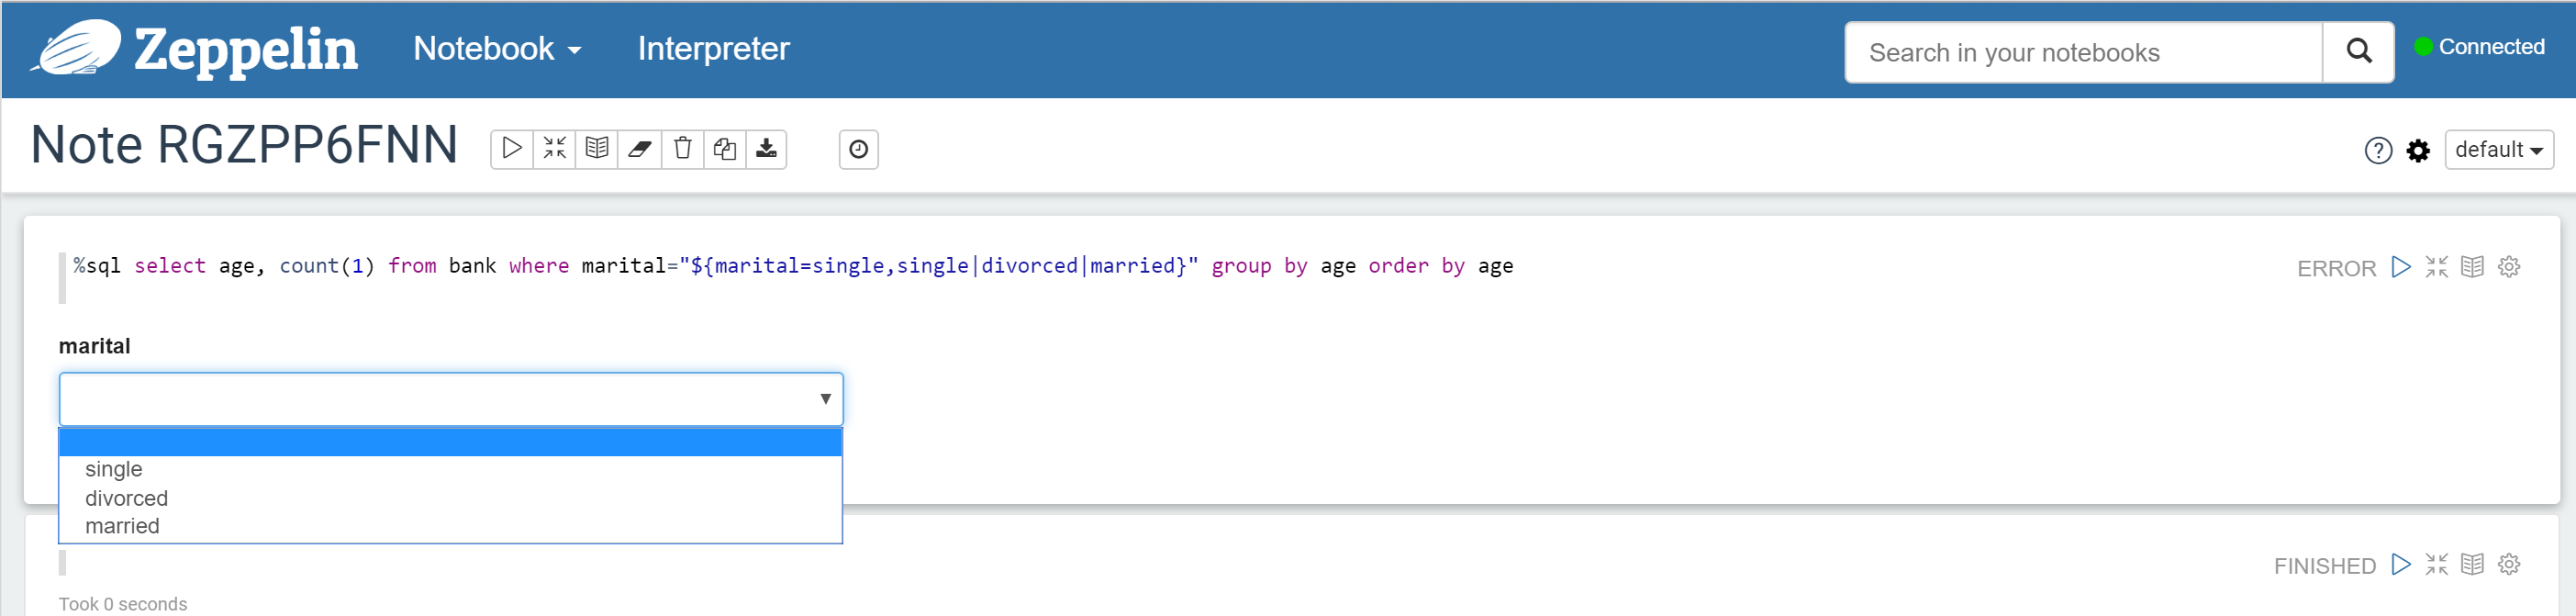 Zeppelin Notebook Interpreter Search in your notebooks Connected
Note RGZPP6FNN default
%sql select age, count(1) from bank where marital="${marital=single,single|divorced|married}" group by age order by age ERROR
marital
single
divorced
married
FINISHED
Took 0 seconds